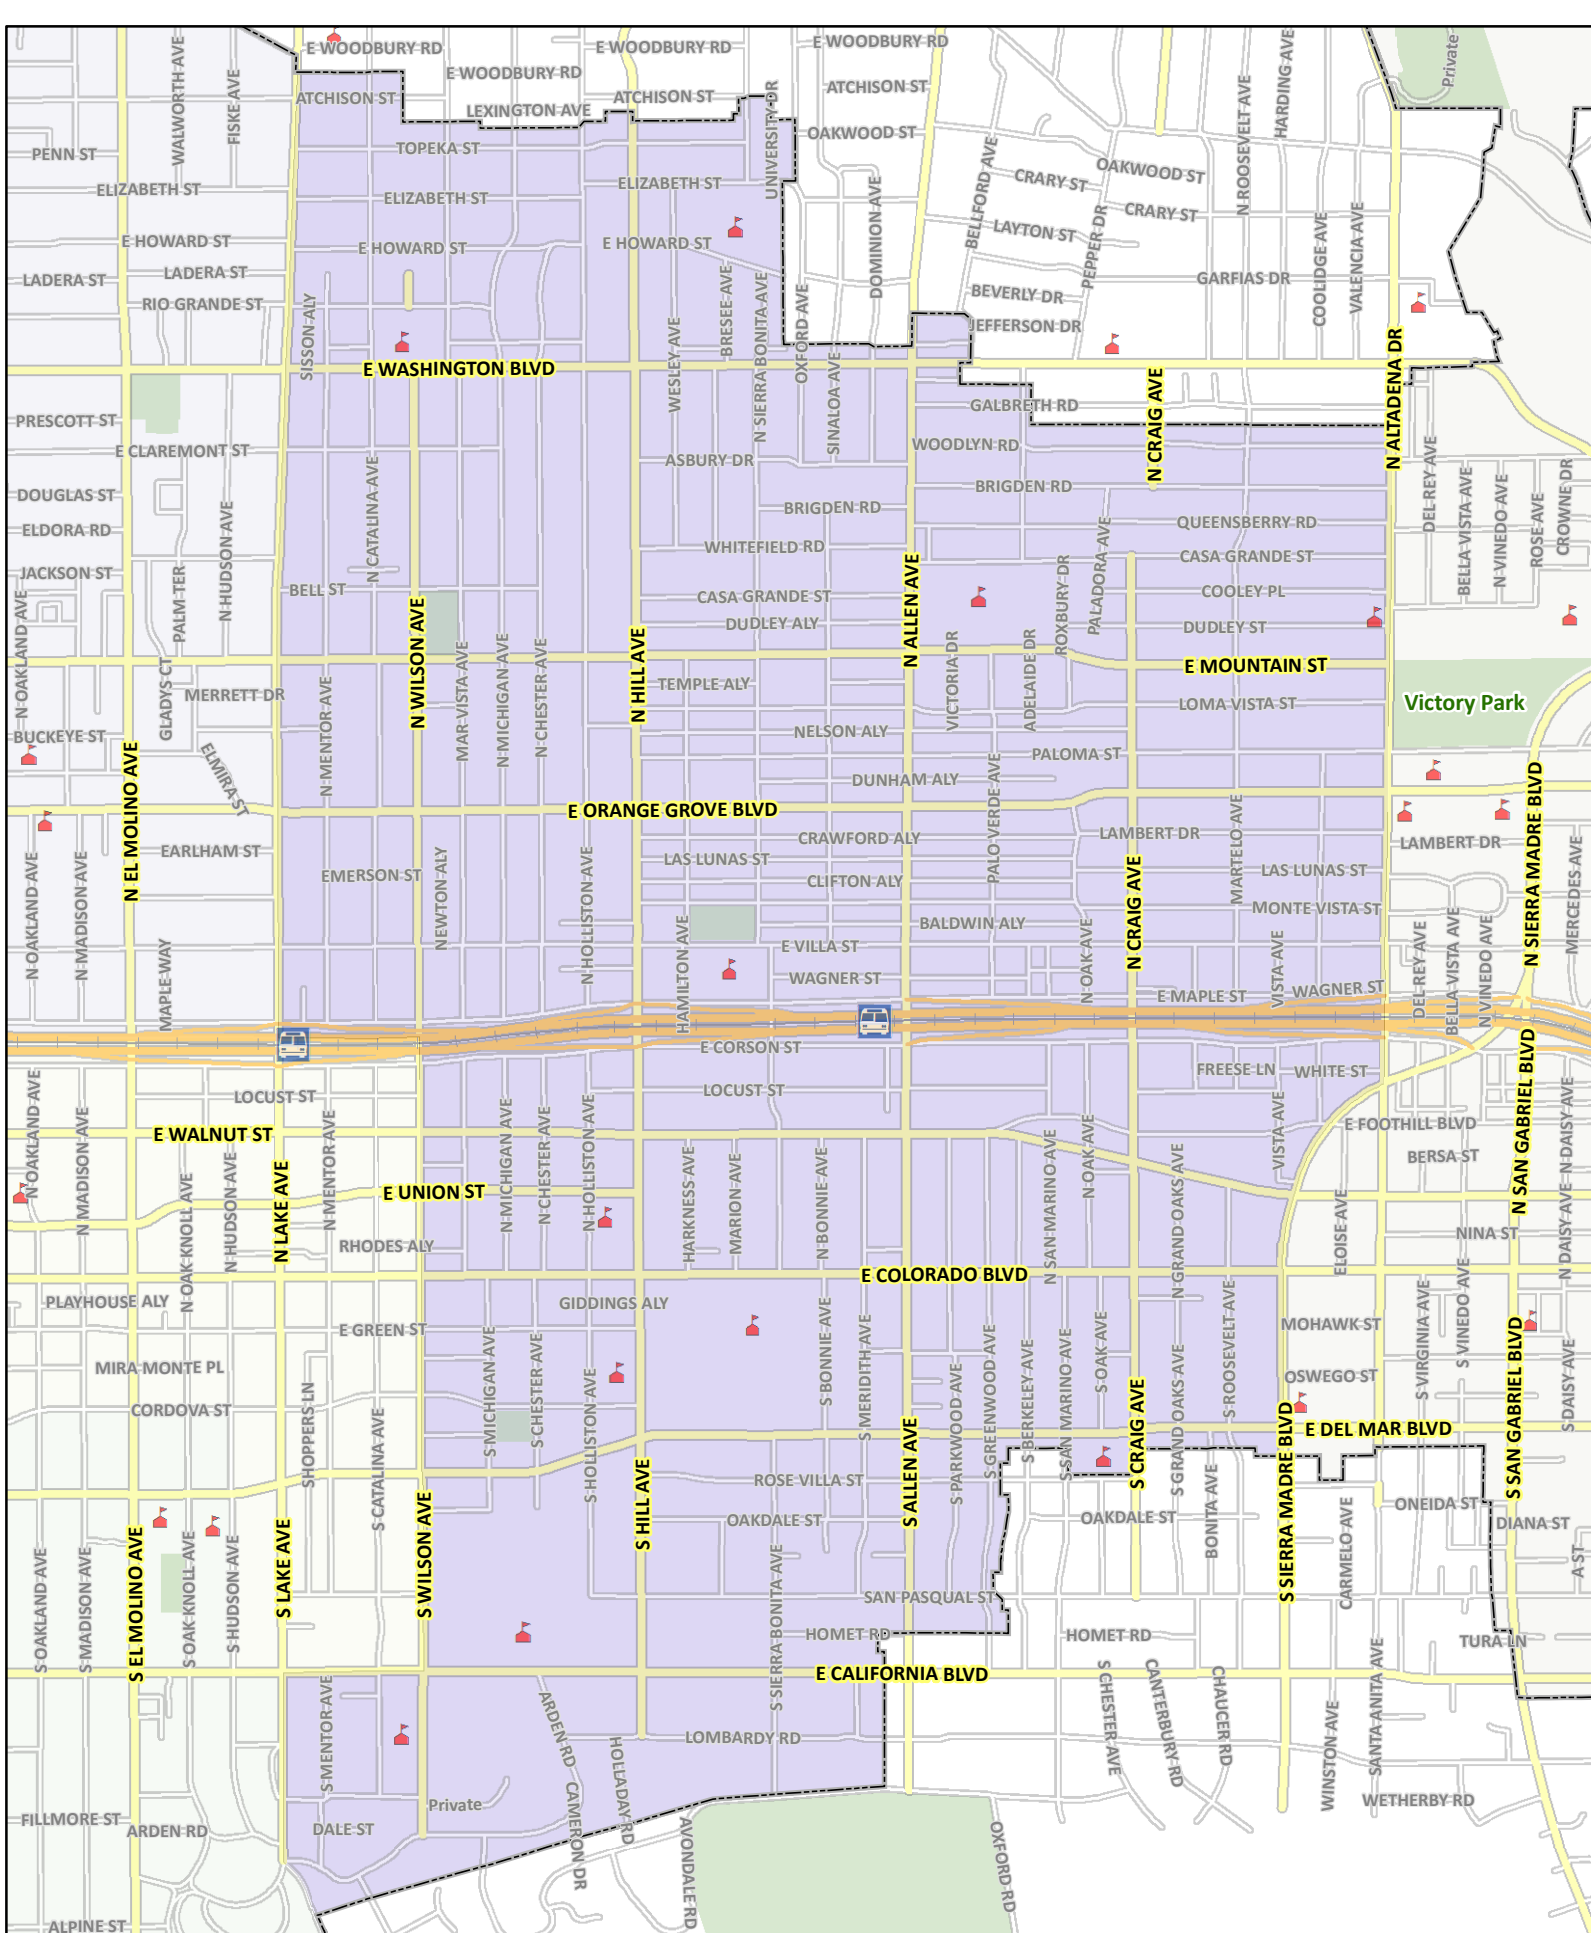 E WOODBURY RD
E WOODBURY RD
E WOODBURY RD
E WOODBURY RD
WALWORTH AVE
FISKE AVE
ATCHISON ST
LEXINGTON AVE
ATCHISON ST
ATCHISON ST
UNIVERSITY DR
N ROOSEVELT AVE
HARDING AVE
Private
PENN ST
TOPEKA ST
OAKWOOD ST
OAKWOOD ST
ELIZABETH ST
ELIZABETH ST
ELIZABETH ST
BELLFORD AVE
CRARY ST
CRARY ST
DOMINION AVE
E HOWARD ST
E HOWARD ST
E HOWARD ST
LAYTON ST
PEPPER DR
COOLIDGE AVE
VALENCIA AVE
LADERA ST
LADERA ST
GARFIAS DR
RIO GRANDE ST
SISSON ALY
BRESEE AVE
N SIERRA BONITA AVE
OXFORD AVE
BEVERLY DR
JEFFERSON DR
WESLEY AVE
SINALOA AVE
E WASHINGTON BLVD
N ALTADENA DR
N CRAIG AVE
GALBRETH RD
PRESCOTT ST
E CLAREMONT ST
WOODLYN RD
ASBURY DR
N CATALINA AVE
DEL REY AVE
BELLA VISTA AVE
N VINEDO AVE
ROSE AVE
CROWNE DR
DOUGLAS ST
BRIGDEN RD
BRIGDEN RD
ELDORA RD
N HUDSON AVE
QUEENSBERRY RD
WHITEFIELD RD
CASA GRANDE ST
PALADORA AVE
ROXBURY DR
JACKSON ST
PALM TER
BELL ST
CASA GRANDE ST
COOLEY PL
N OAKLAND AVE
N WILSON AVE
DUDLEY ALY
N ALLEN AVE
DUDLEY ST
N HILL AVE
E MOUNTAIN ST
GLADYS CT
MERRETT DR
N MENTOR AVE
MAR VISTA AVE
N MICHIGAN AVE
N CHESTER AVE
TEMPLE ALY
VICTORIA DR
ADELAIDE DR
LOMA VISTA ST
Victory Park
BUCKEYE ST
NELSON ALY
PALOMA ST
ELMIRA ST
DUNHAM ALY
PALO VERDE AVE
N EL MOLINO AVE
E ORANGE GROVE BLVD
N SIERRA MADRE BLVD
EARLHAM ST
CRAWFORD ALY
LAMBERT DR
MARTELO AVE
LAMBERT DR
MERCEDES AVE
LAS LUNAS ST
LAS LUNAS ST
EMERSON ST
CLIFTON ALY
N OAKLAND AVE
N MADISON AVE
NEWTON ALY
N HOLLISTON AVE
N CRAIG AVE
MONTE VISTA ST
BALDWIN ALY
MAPLE WAY
HAMILTON AVE
E VILLA ST
N OAK AVE
VISTA AVE
DEL REY AVE
BELLA VISTA AVE
N VINEDO AVE
WAGNER ST
WAGNER ST
E MAPLE ST
E CORSON ST
FREESE LN
WHITE ST
LOCUST ST
LOCUST ST
N OAKLAND AVE
N MADISON AVE
N MENTOR AVE
N MICHIGAN AVE
N CHESTER AVE
N HOLLISTON AVE
E WALNUT ST
VISTA AVE
E FOOTHILL BLVD
N SAN GABRIEL BLVD
N DAISY AVE
BERSA ST
N LAKE AVE
E UNION ST
N OAK KNOLL AVE
N HUDSON AVE
HARKNESS AVE
MARION AVE
N BONNIE AVE
N SAN MARINO AVE
N OAK AVE
N GRAND OAKS AVE
ELOISE AVE
N DAISY AVE
NINA ST
RHODES ALY
E COLORADO BLVD
PLAYHOUSE ALY
GIDDINGS ALY
E GREEN ST
MOHAWK ST
MIRA MONTE PL
S MICHIGAN AVE
S CHESTER AVE
S HOLLISTON AVE
S BONNIE AVE
S MERIDITH AVE
S PARKWOOD AVE
S GREENWOOD AVE
S BERKELEY AVE
S SAN MARINO AVE
S OAK AVE
S GRAND OAKS AVE
S ROOSEVELT AVE
S VIRGINIA AVE
S VINEDO AVE
S DAISY AVE
OSWEGO ST
CORDOVA ST
SHOPPERS LN
S CATALINA AVE
E DEL MAR BLVD
S SAN GABRIEL BLVD
S CRAIG AVE
S ALLEN AVE
S SIERRA MADRE BLVD
S HILL AVE
ROSE VILLA ST
BONITA AVE
CARMELO AVE
ONEIDA ST
DIANA ST
OAKDALE ST
OAKDALE ST
S EL MOLINO AVE
S LAKE AVE
S WILSON AVE
S OAKLAND AVE
S MADISON AVE
S OAK KNOLL AVE
S HUDSON AVE
S SIERRA BONITA AVE
A ST
SAN PASQUAL ST
HOMET RD
HOMET RD
TURA LN
E CALIFORNIA BLVD
S MENTOR AVE
ARDEN RD
HOLLADAY RD
LOMBARDY RD
S CHESTER AVE
CANTERBURY RD
CHAUCER RD
WINSTON AVE
SANTA ANITA AVE
Private
CAMERON DR
WETHERBY RD
FILLMORE ST
ARDEN RD
DALE ST
AVONDALE RD
OXFORD RD
ALPINE ST